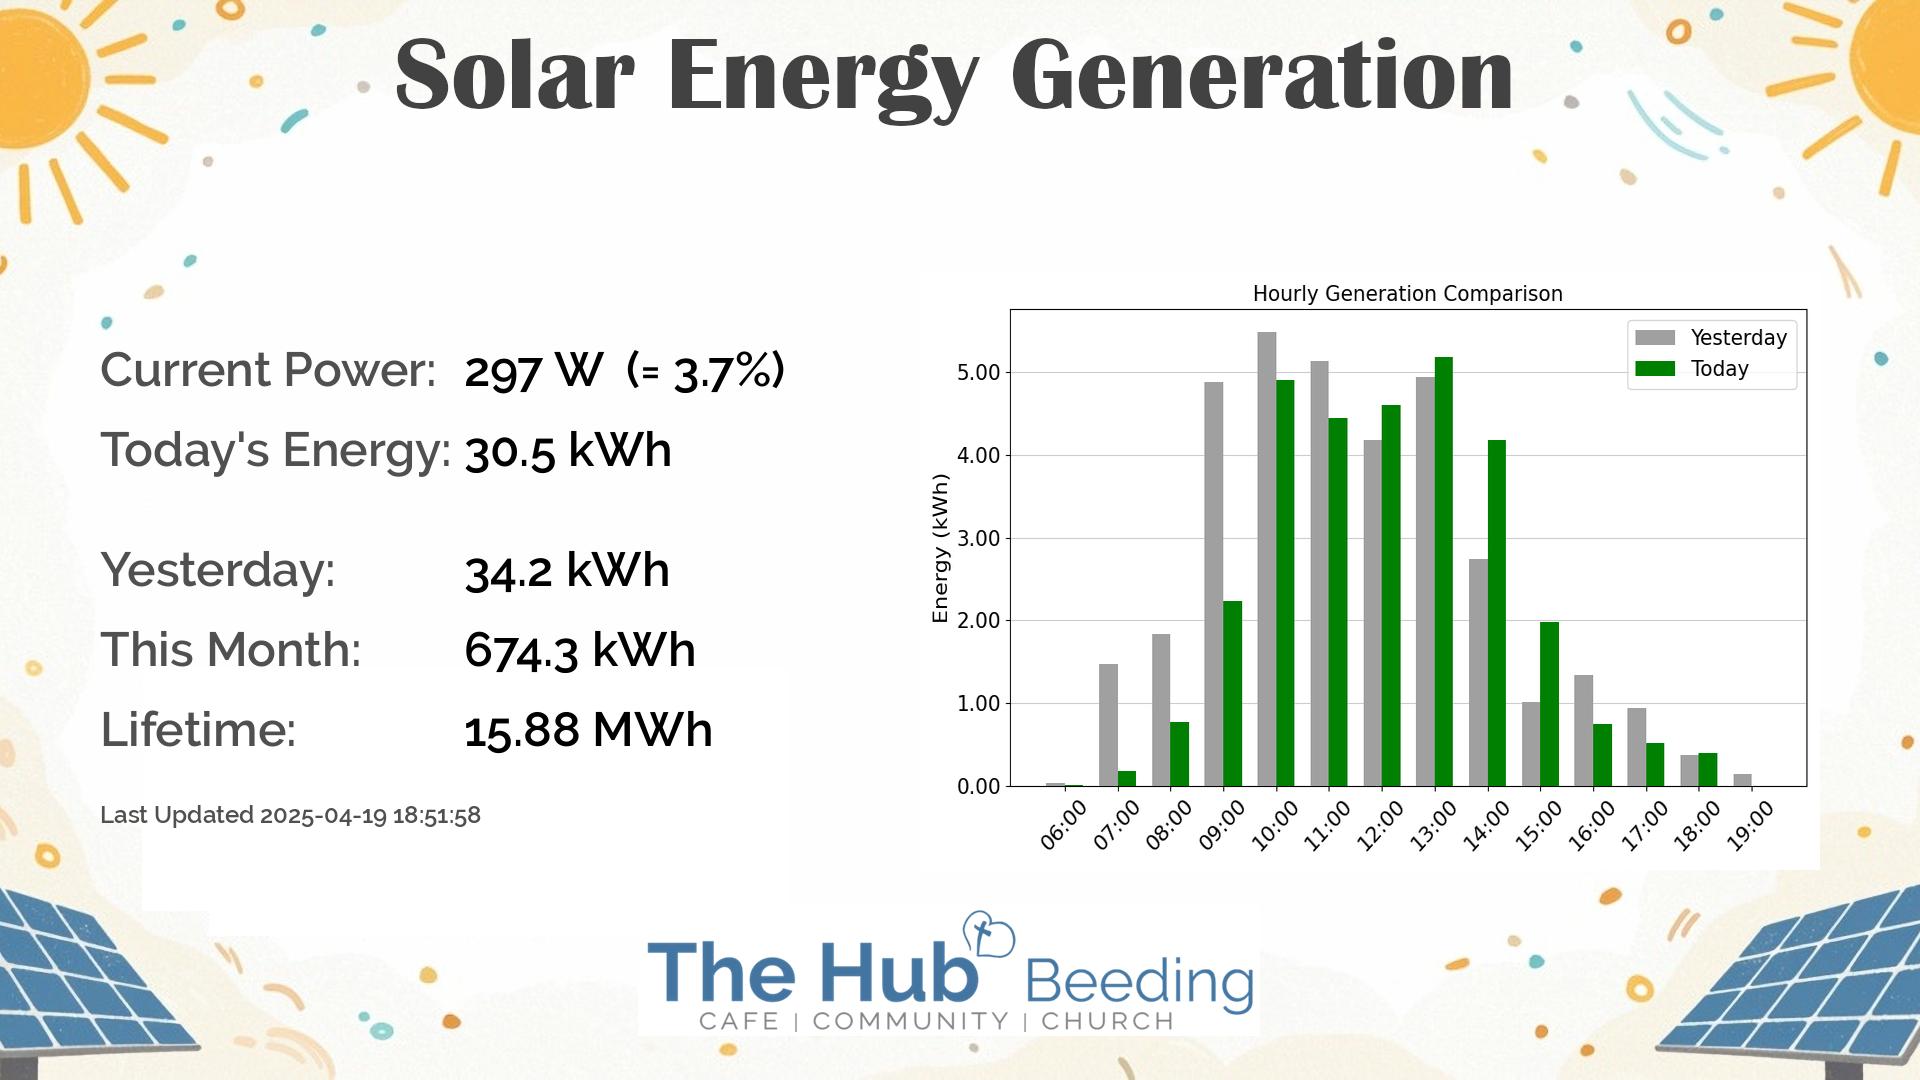 Solar Energy Generation
Current Power: 297 W (= 3.7%)
Today's Energy: 30.5 kWh
Yesterday: 34.2 kWh
This Month: 674.3 kWh
Lifetime: 15.88 MWh
Last Updated 2025-04-19 18:51:58
Hourly Generation Comparison
Yesterday
Today
Energy (kWh)
5.00
4.00
3.00
2.00
1.00
0.00
06:00 07:00 08:00 09:00 10:00 11:00 12:00 13:00 14:00 15:00 16:00 17:00 18:00 19:00
The Hub Beeding
CAFE | COMMUNITY | CHURCH